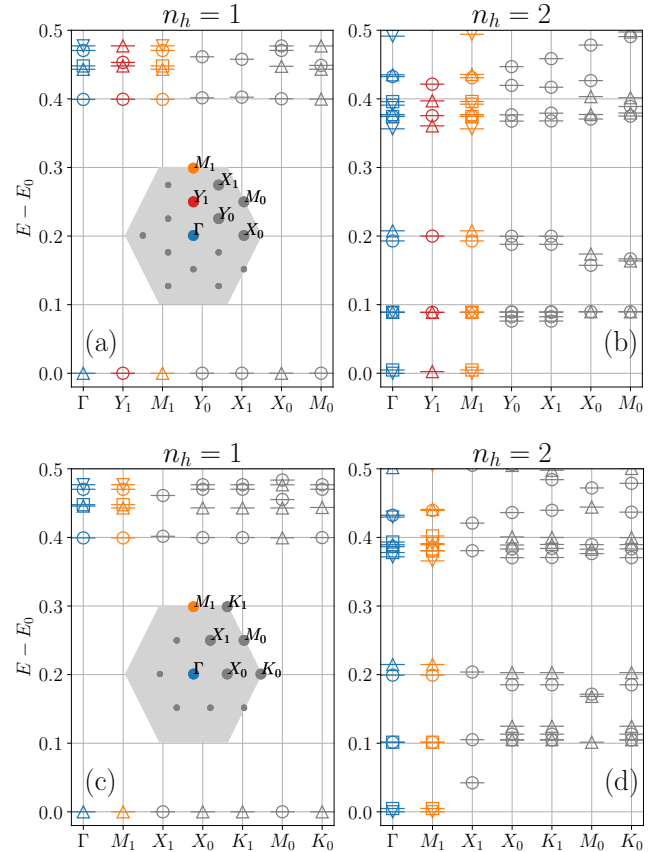 n_h = 1
n_h = 2
E − E_0
0.5
0.4
0.3
0.2
0.1
0.0
M_1
X_1
Y_1
M_0
Y_0
Γ
X_0
(a)
(b)
Γ Y_1 M_1 Y_0 X_1 X_0 M_0
Γ Y_1 M_1 Y_0 X_1 X_0 M_0
n_h = 1
n_h = 2
E − E_0
0.5
0.4
0.3
0.2
0.1
0.0
M_1 K_1
X_1 M_0
Γ X_0 K_0
(c)
(d)
Γ M_1 X_1 X_0 K_1 M_0 K_0
Γ M_1 X_1 X_0 K_1 M_0 K_0